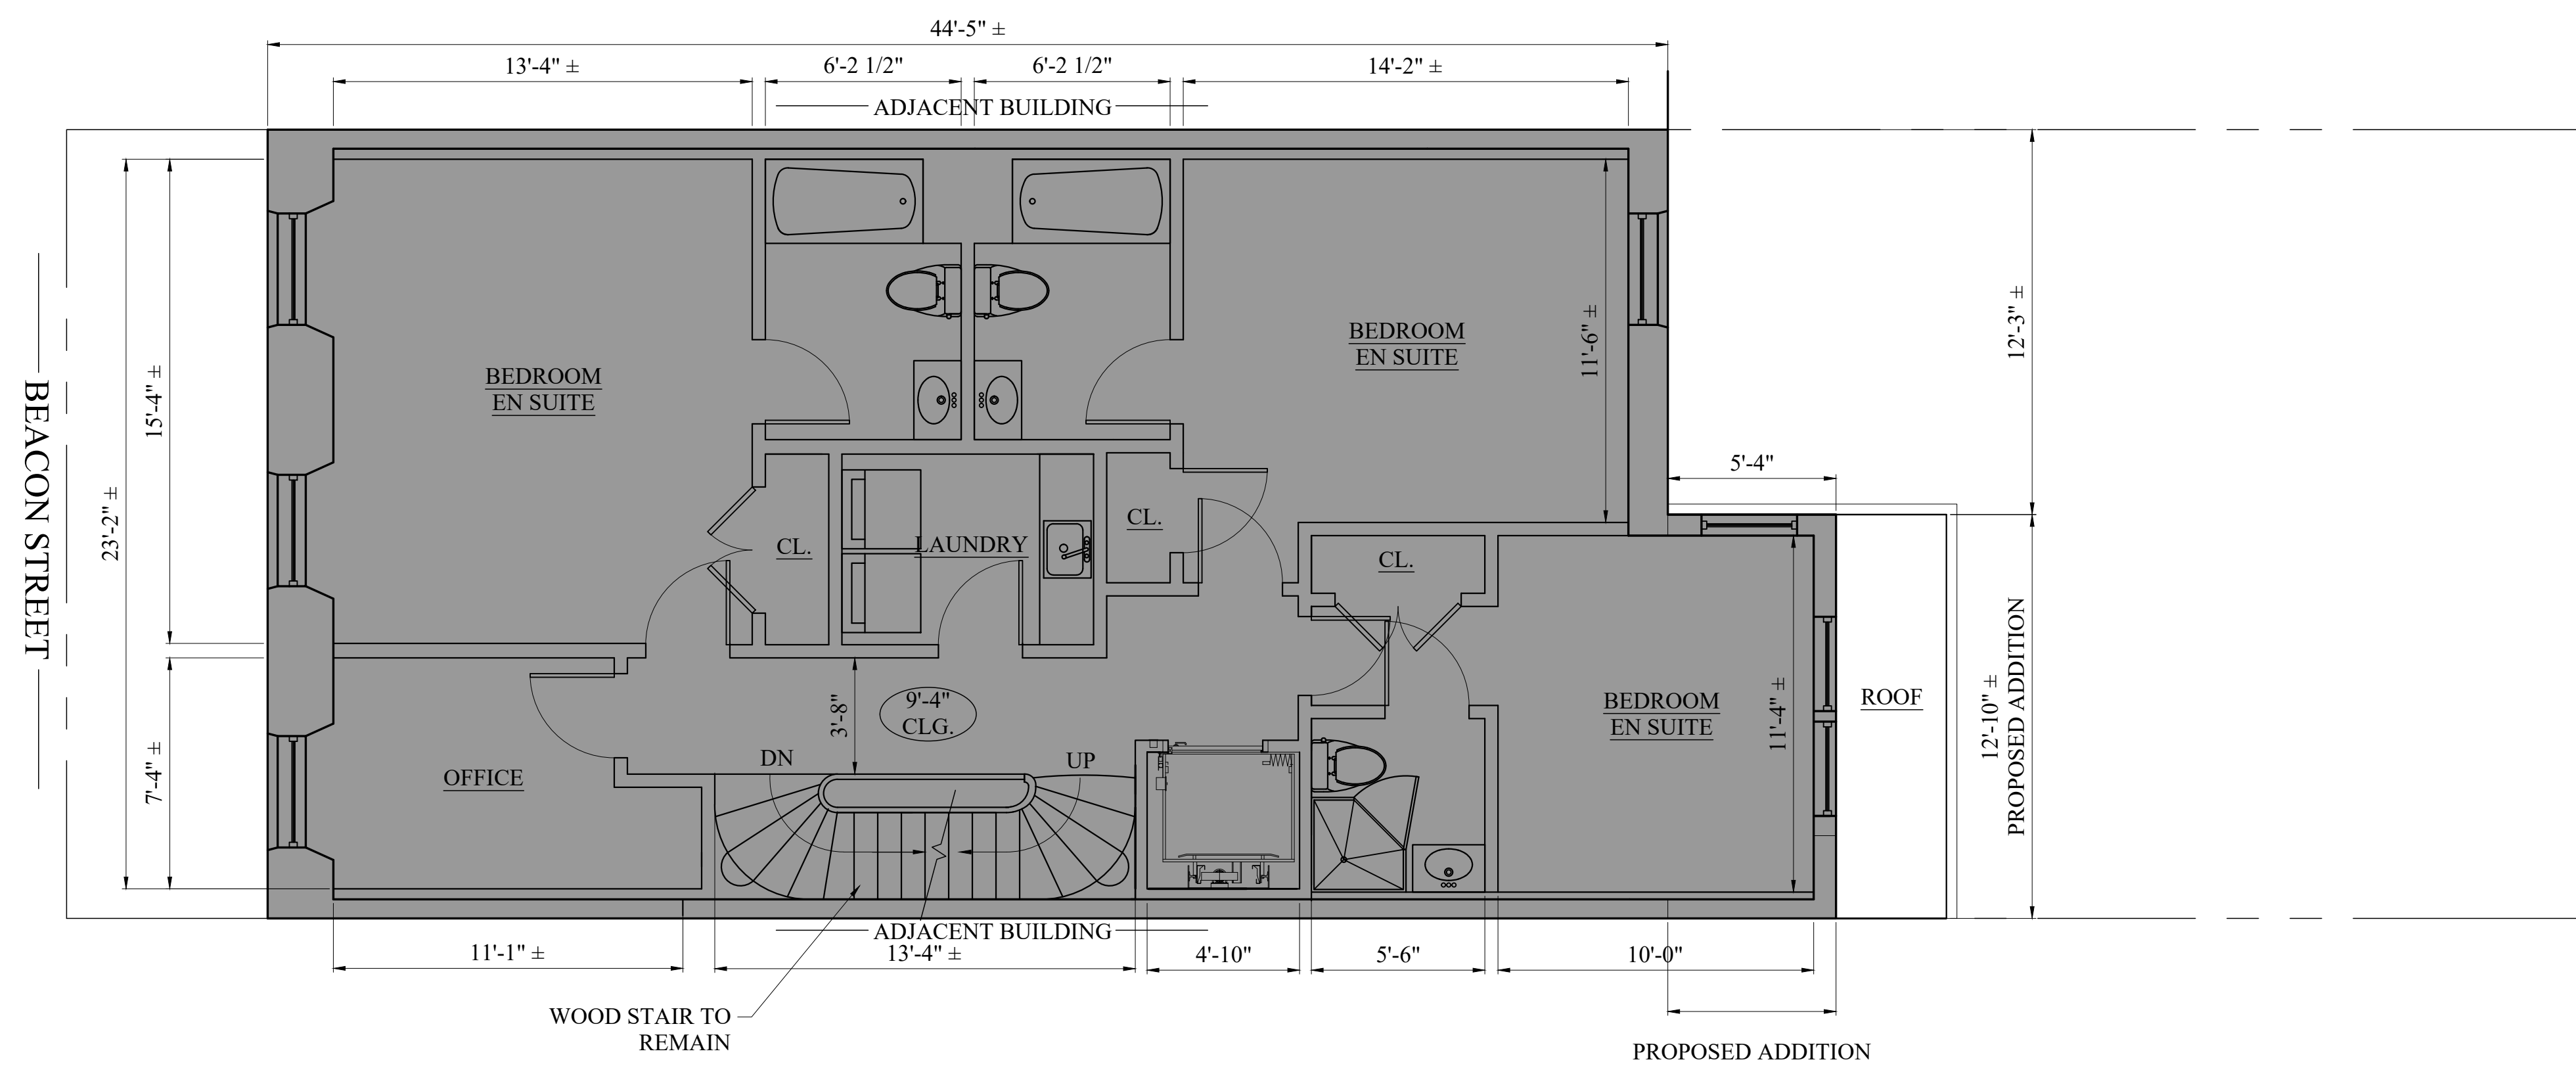 44'-5" ±
13'-4" ±
6'-2 1/2"
6'-2 1/2"
14'-2" ±
ADJACENT BUILDING
BEACON STREET
23'-2" ±
15'-4" ±
7'-4" ±
BEDROOM
EN SUITE
BEDROOM
EN SUITE
11'-6" ±
12'-3" ±
5'-4"
CL.
LAUNDRY
CL.
CL.
BEDROOM
EN SUITE
11'-4" ±
ROOF
12'-10" ±
PROPOSED ADDITION
3'-8"
9'-4"
CLG.
OFFICE
DN
UP
ADJACENT BUILDING
11'-1" ±
13'-4" ±
4'-10"
5'-6"
10'-0"
WOOD STAIR TO
REMAIN
PROPOSED ADDITION